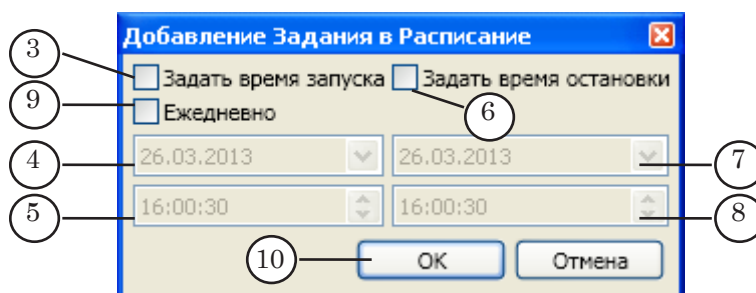 Добавление Задания в Расписание
3 Задать время запуска Задать время остановки
9 Ежедневно 6
4 26.03.2013 26.03.2013 7
5 16:00:30 16:00:30 8
10 OK Отмена